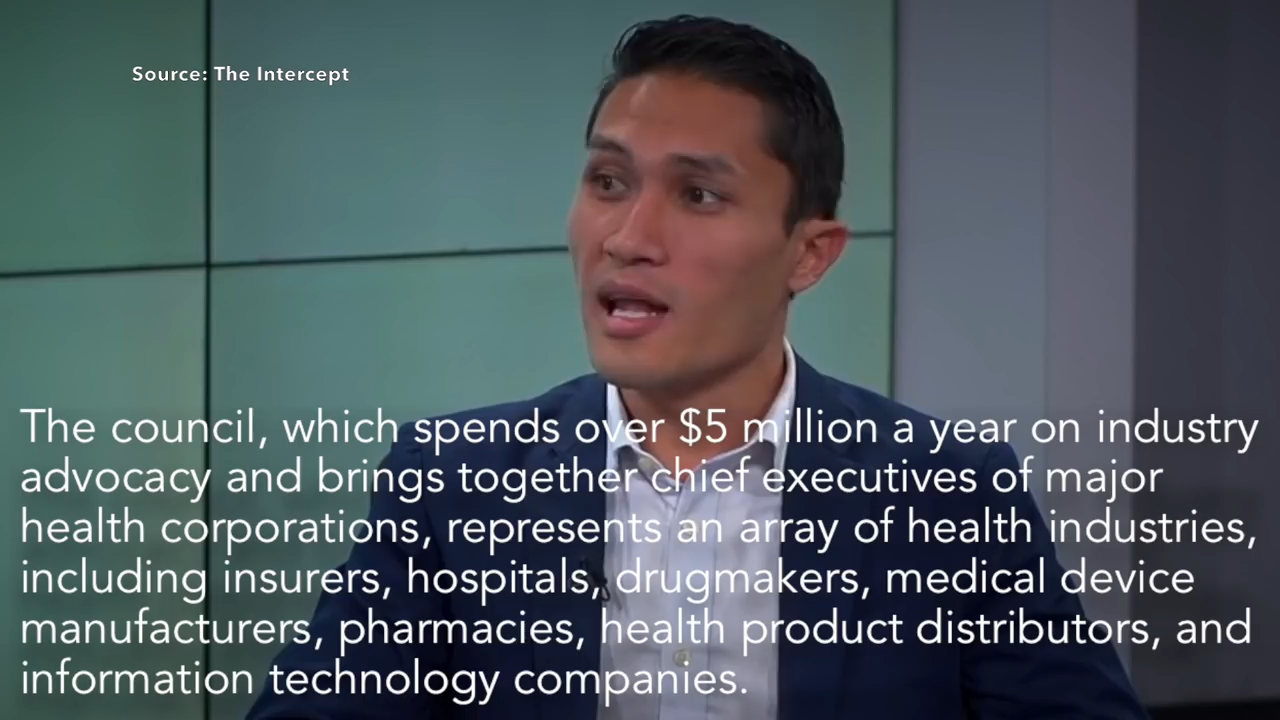 Source: The Intercept
The council, which spends over $5 million a year on industry
advocacy and brings together chief executives of major
health corporations, represents an array of health industries,
including insurers, hospitals, drugmakers, medical device
manufacturers, pharmacies, health product distributors, and
information technology companies.